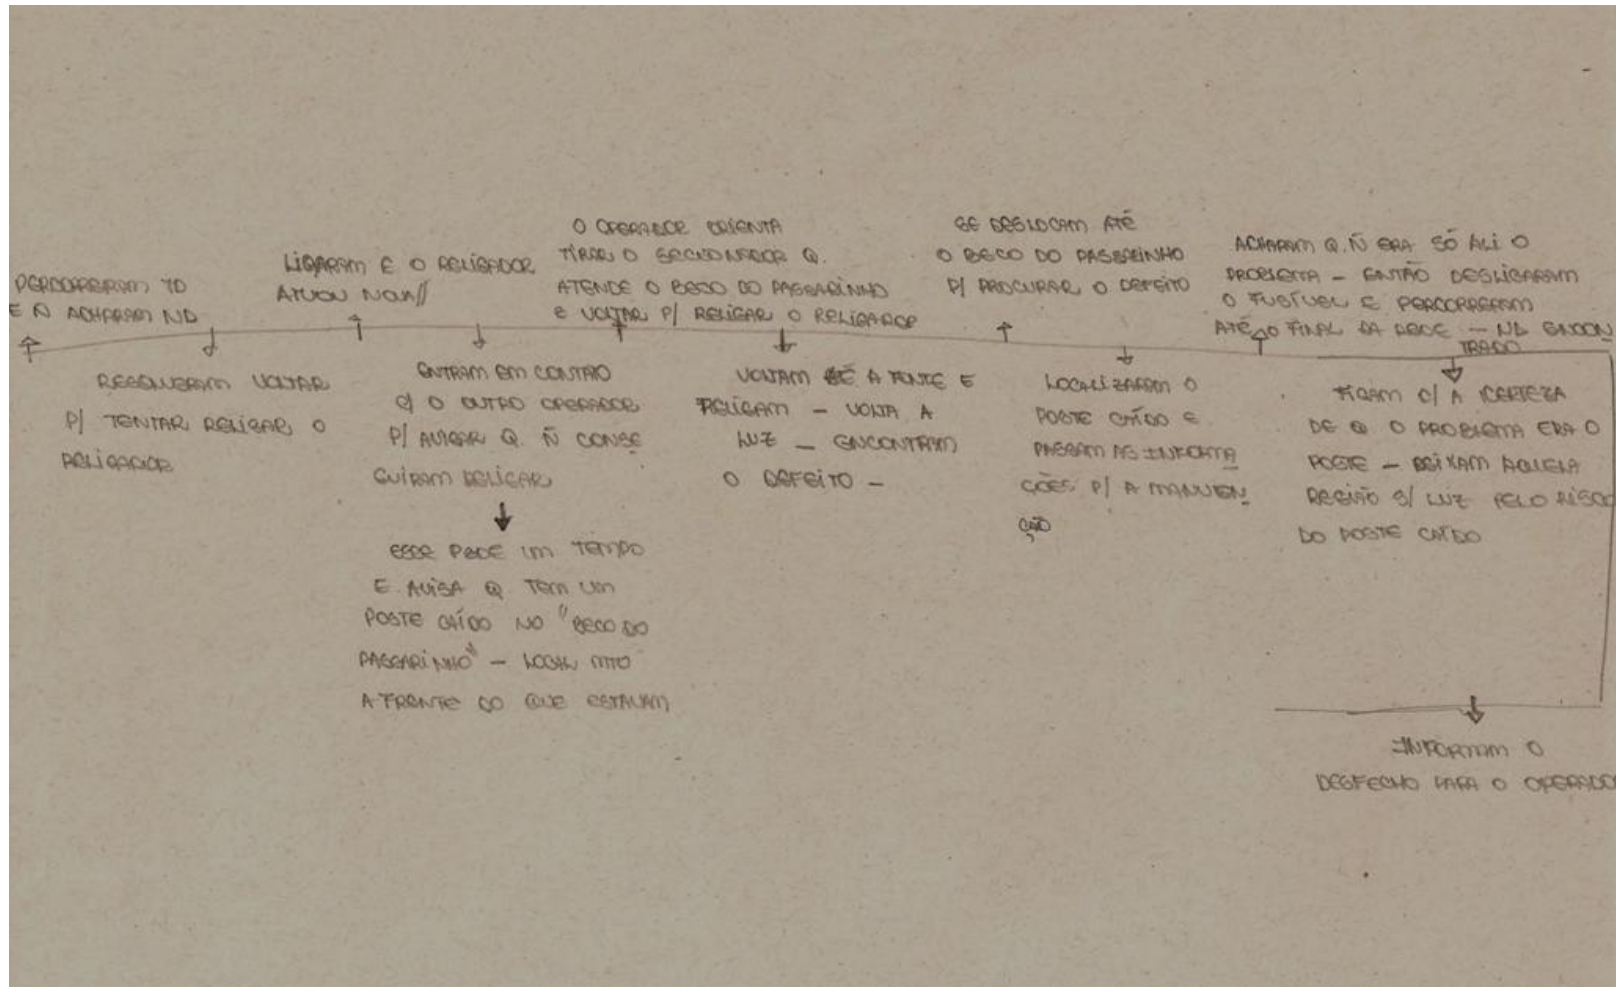 PERCORRERAM TD
E Ñ ACHARAM ND
RESOLVERAM VOLTAR
P/ TENTAR RELIGAR O
RELIGADOR
LIGARAM E O RELIGADOR
ATUOU NOVA//
ENTRAM EM CONTATO
C/ O OUTRO OPERADOR
P/ AVISAR Q. Ñ CONSE
GUIRAM RELIGAR
ESSE PEDE UM TEMPO
E AVISA Q TEM UM
POSTE CAÍDO NO "BECO DO
PASSARINHO" - LOCAL MTO
A FRENTE DO QUE ESTAVAM
O OPERADOR ORIENTA
TIRAR O SECCIONADOR Q.
ATENDE O BECO DO PASSARINHO
E VOLTAR P/ RELIGAR O RELIGADOR
VOLTAM ATÉ A FONTE E
RELIGAM - VOLTA A
LUZ - ENCONTRAM
O DEFEITO -
SE DESLOCAM ATÉ
O BECO DO PASSARINHO
P/ PROCURAR O DEFEITO
LOCALIZARAM O
POSTE CAÍDO E
PASSAM AS INFORMA
ÇÕES P/ A MANUTEN
ÇÃO
ACHARAM Q. Ñ ERA SÓ ALI O
PROBLEMA - ENTÃO DESLIGARAM
O FUSÍVEL E PERCORRERAM
ATÉ O FINAL DA REDE - ND ENCON
TRADO
FICAM C/ A CERTEZA
DE Q O PROBLEMA ERA O
POSTE - DEIXAM AQUELA
REGIÃO S/ LUZ PELO RISCO
DO POSTE CAÍDO
INFORMAM O
DESFECHO PARA O OPERADO